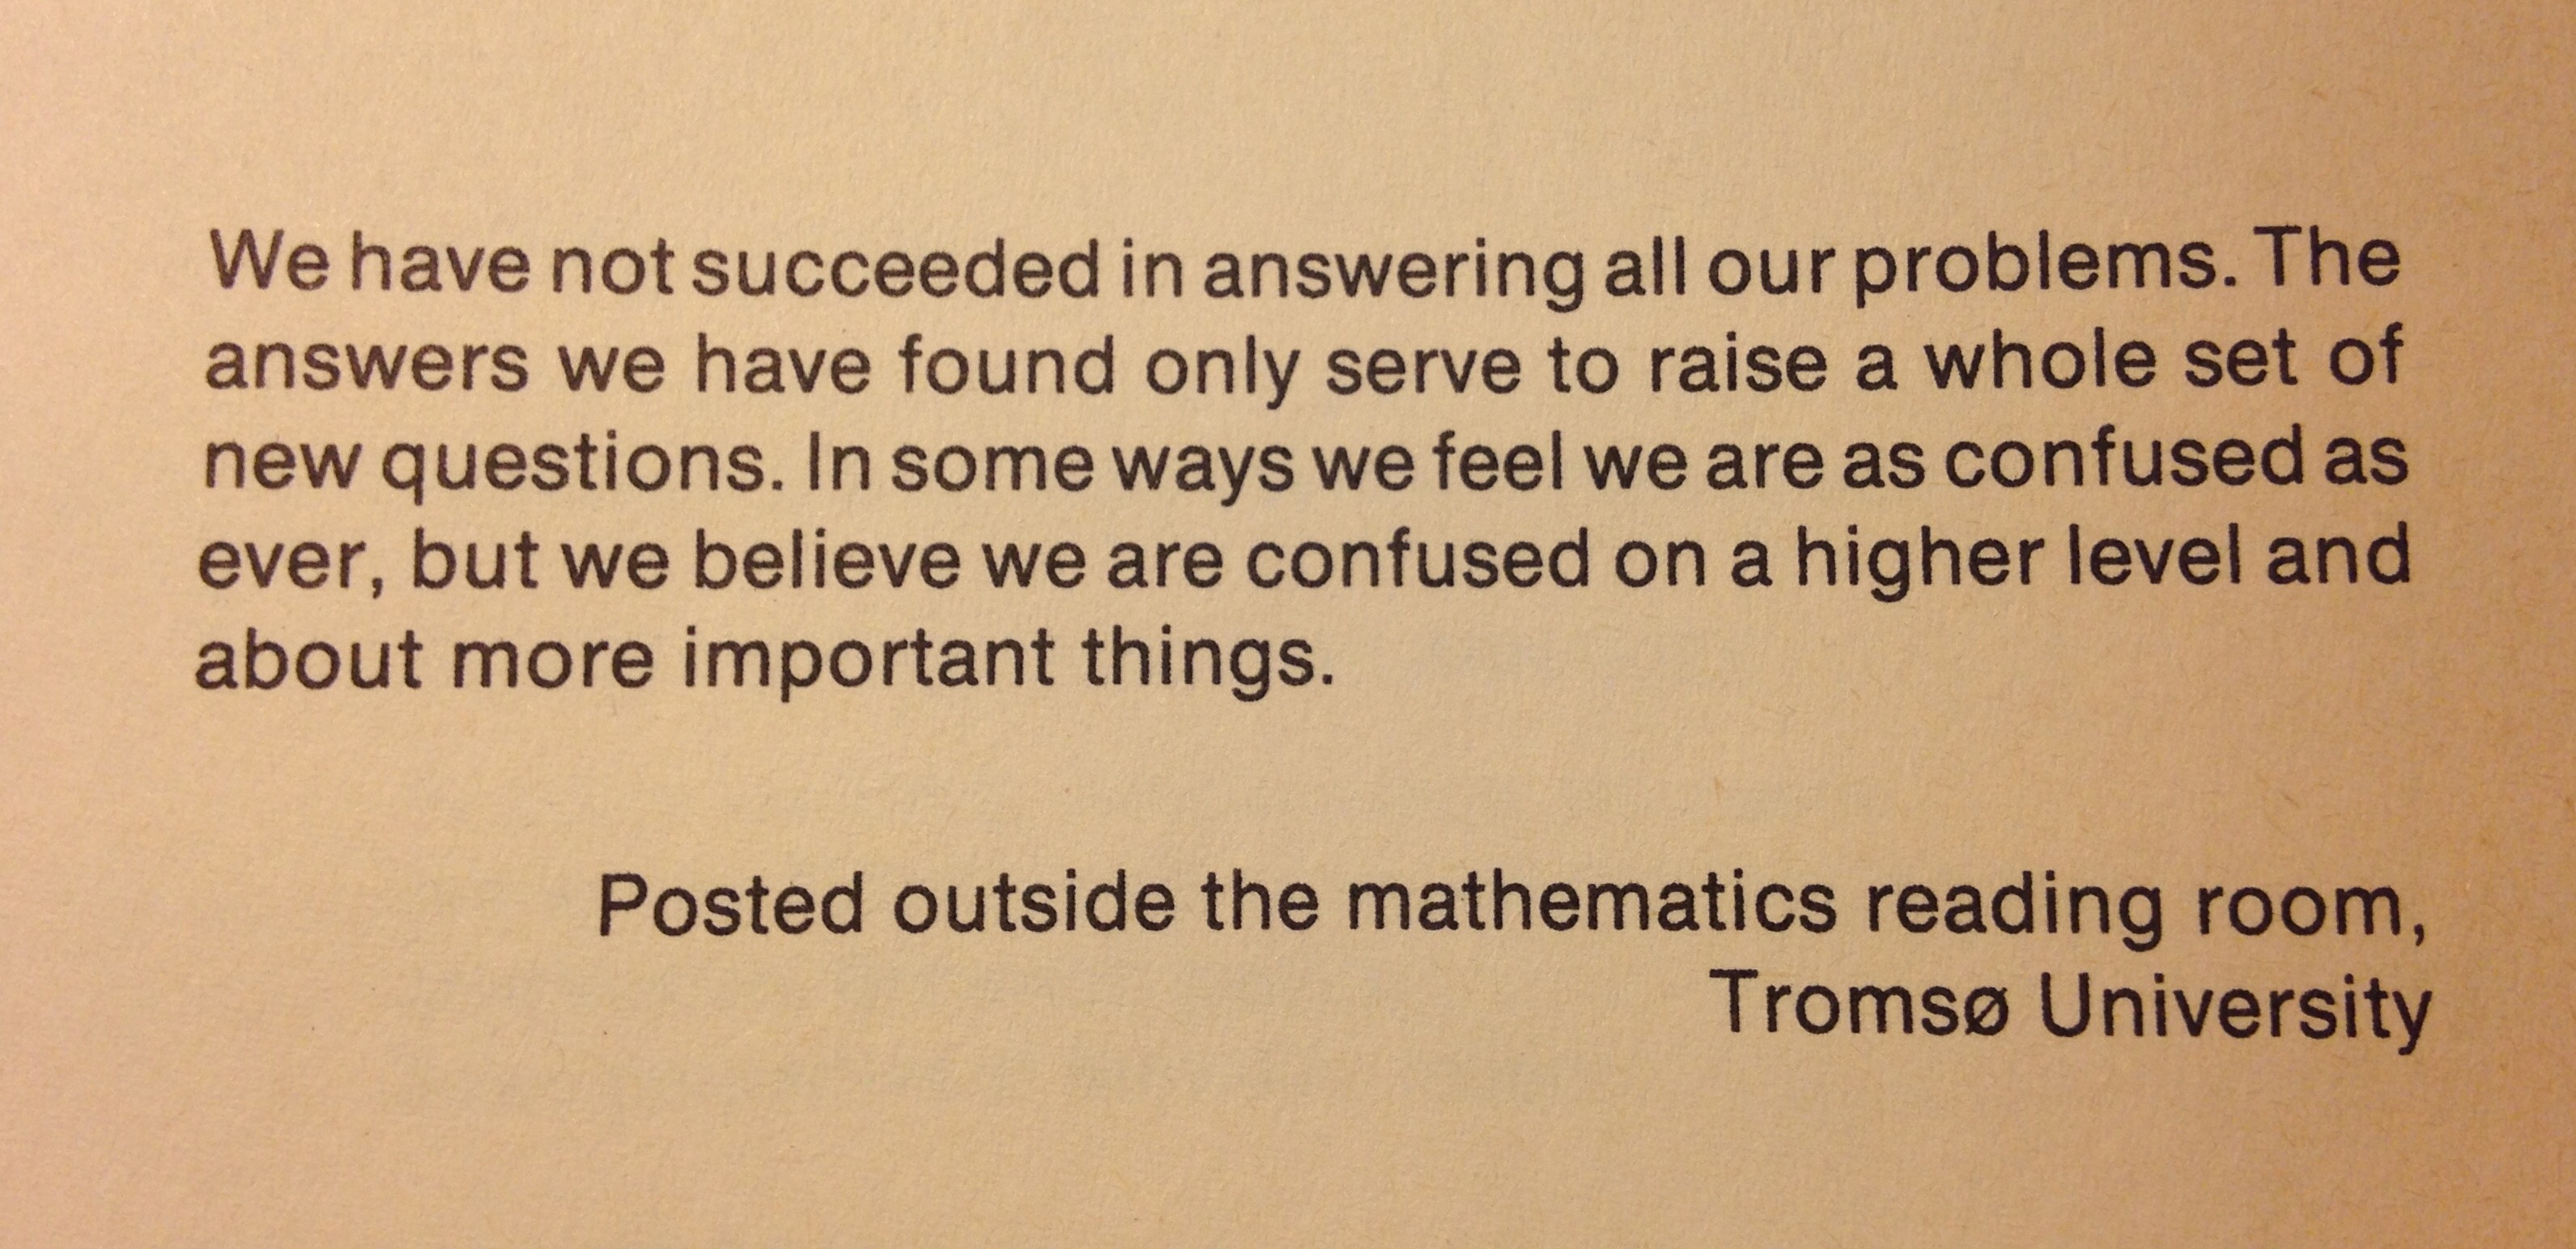 We have not succeeded in answering all our problems. The
answers we have found only serve to raise a whole set of
new questions. In some ways we feel we are as confused as
ever, but we believe we are confused on a higher level and
about more important things.
Posted outside the mathematics reading room,
Tromsø University